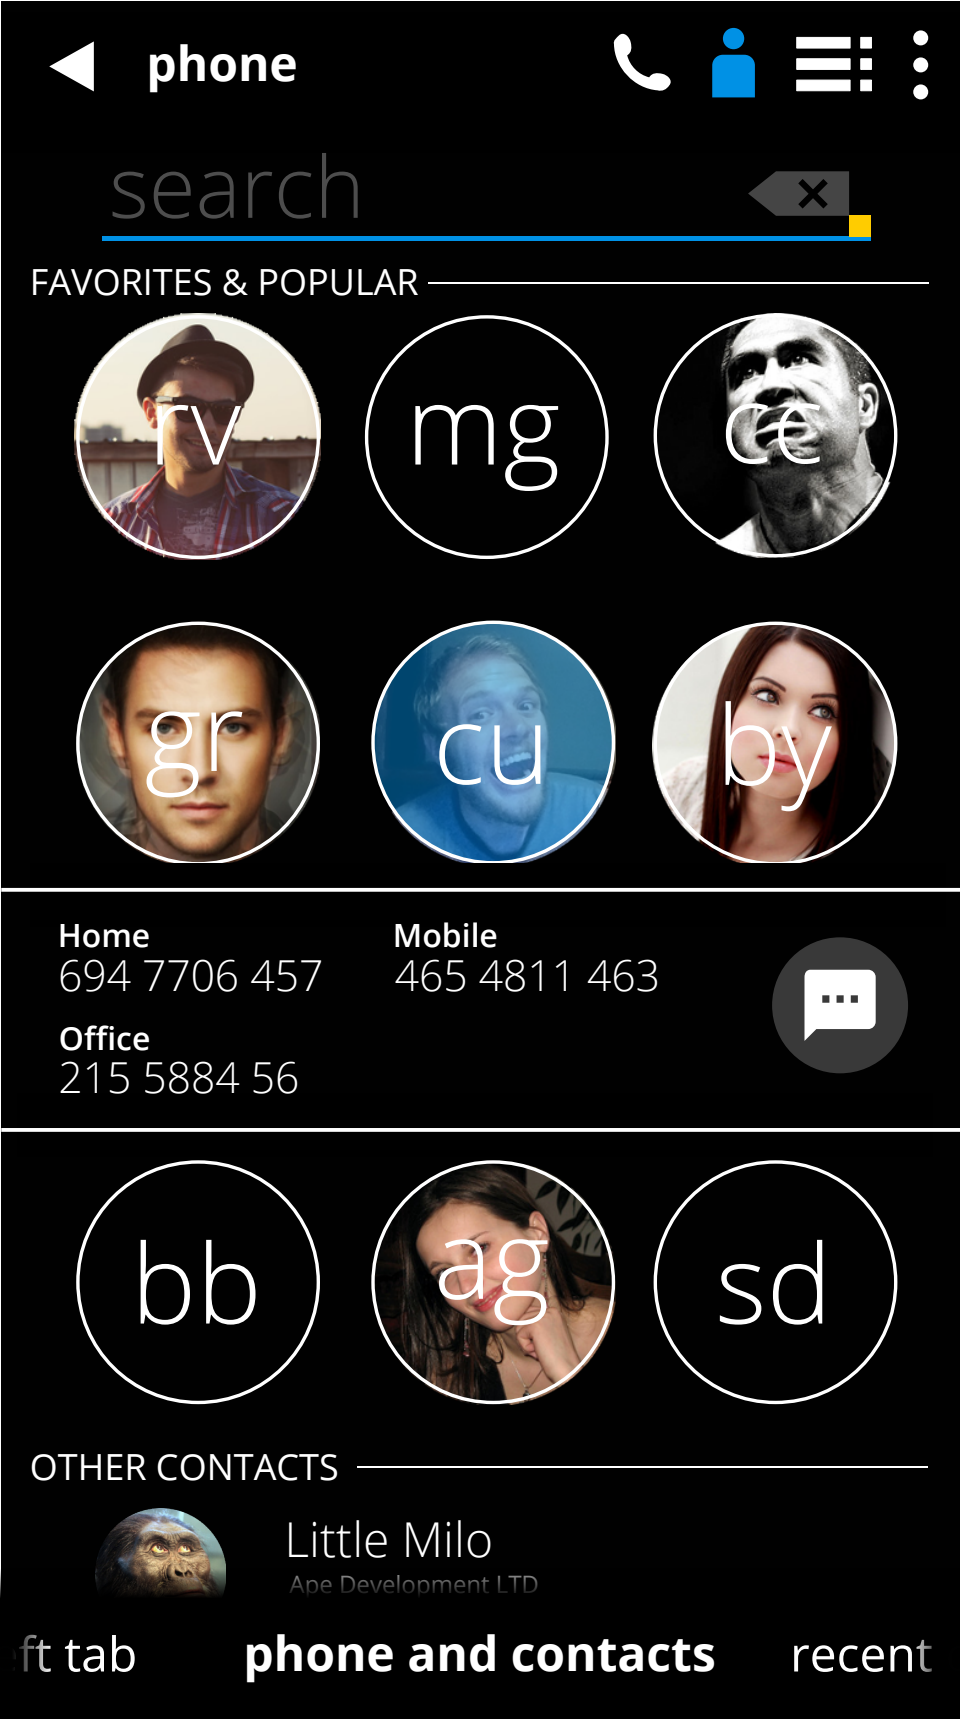 phone
search
FAVORITES & POPULAR
rv mg cc
gr cu by
Home Mobile
694 7706 457 465 4811 463
Office
215 5884 56
bb ag sd
OTHER CONTACTS
Little Milo
Ape Development LTD
ft tab phone and contacts recent